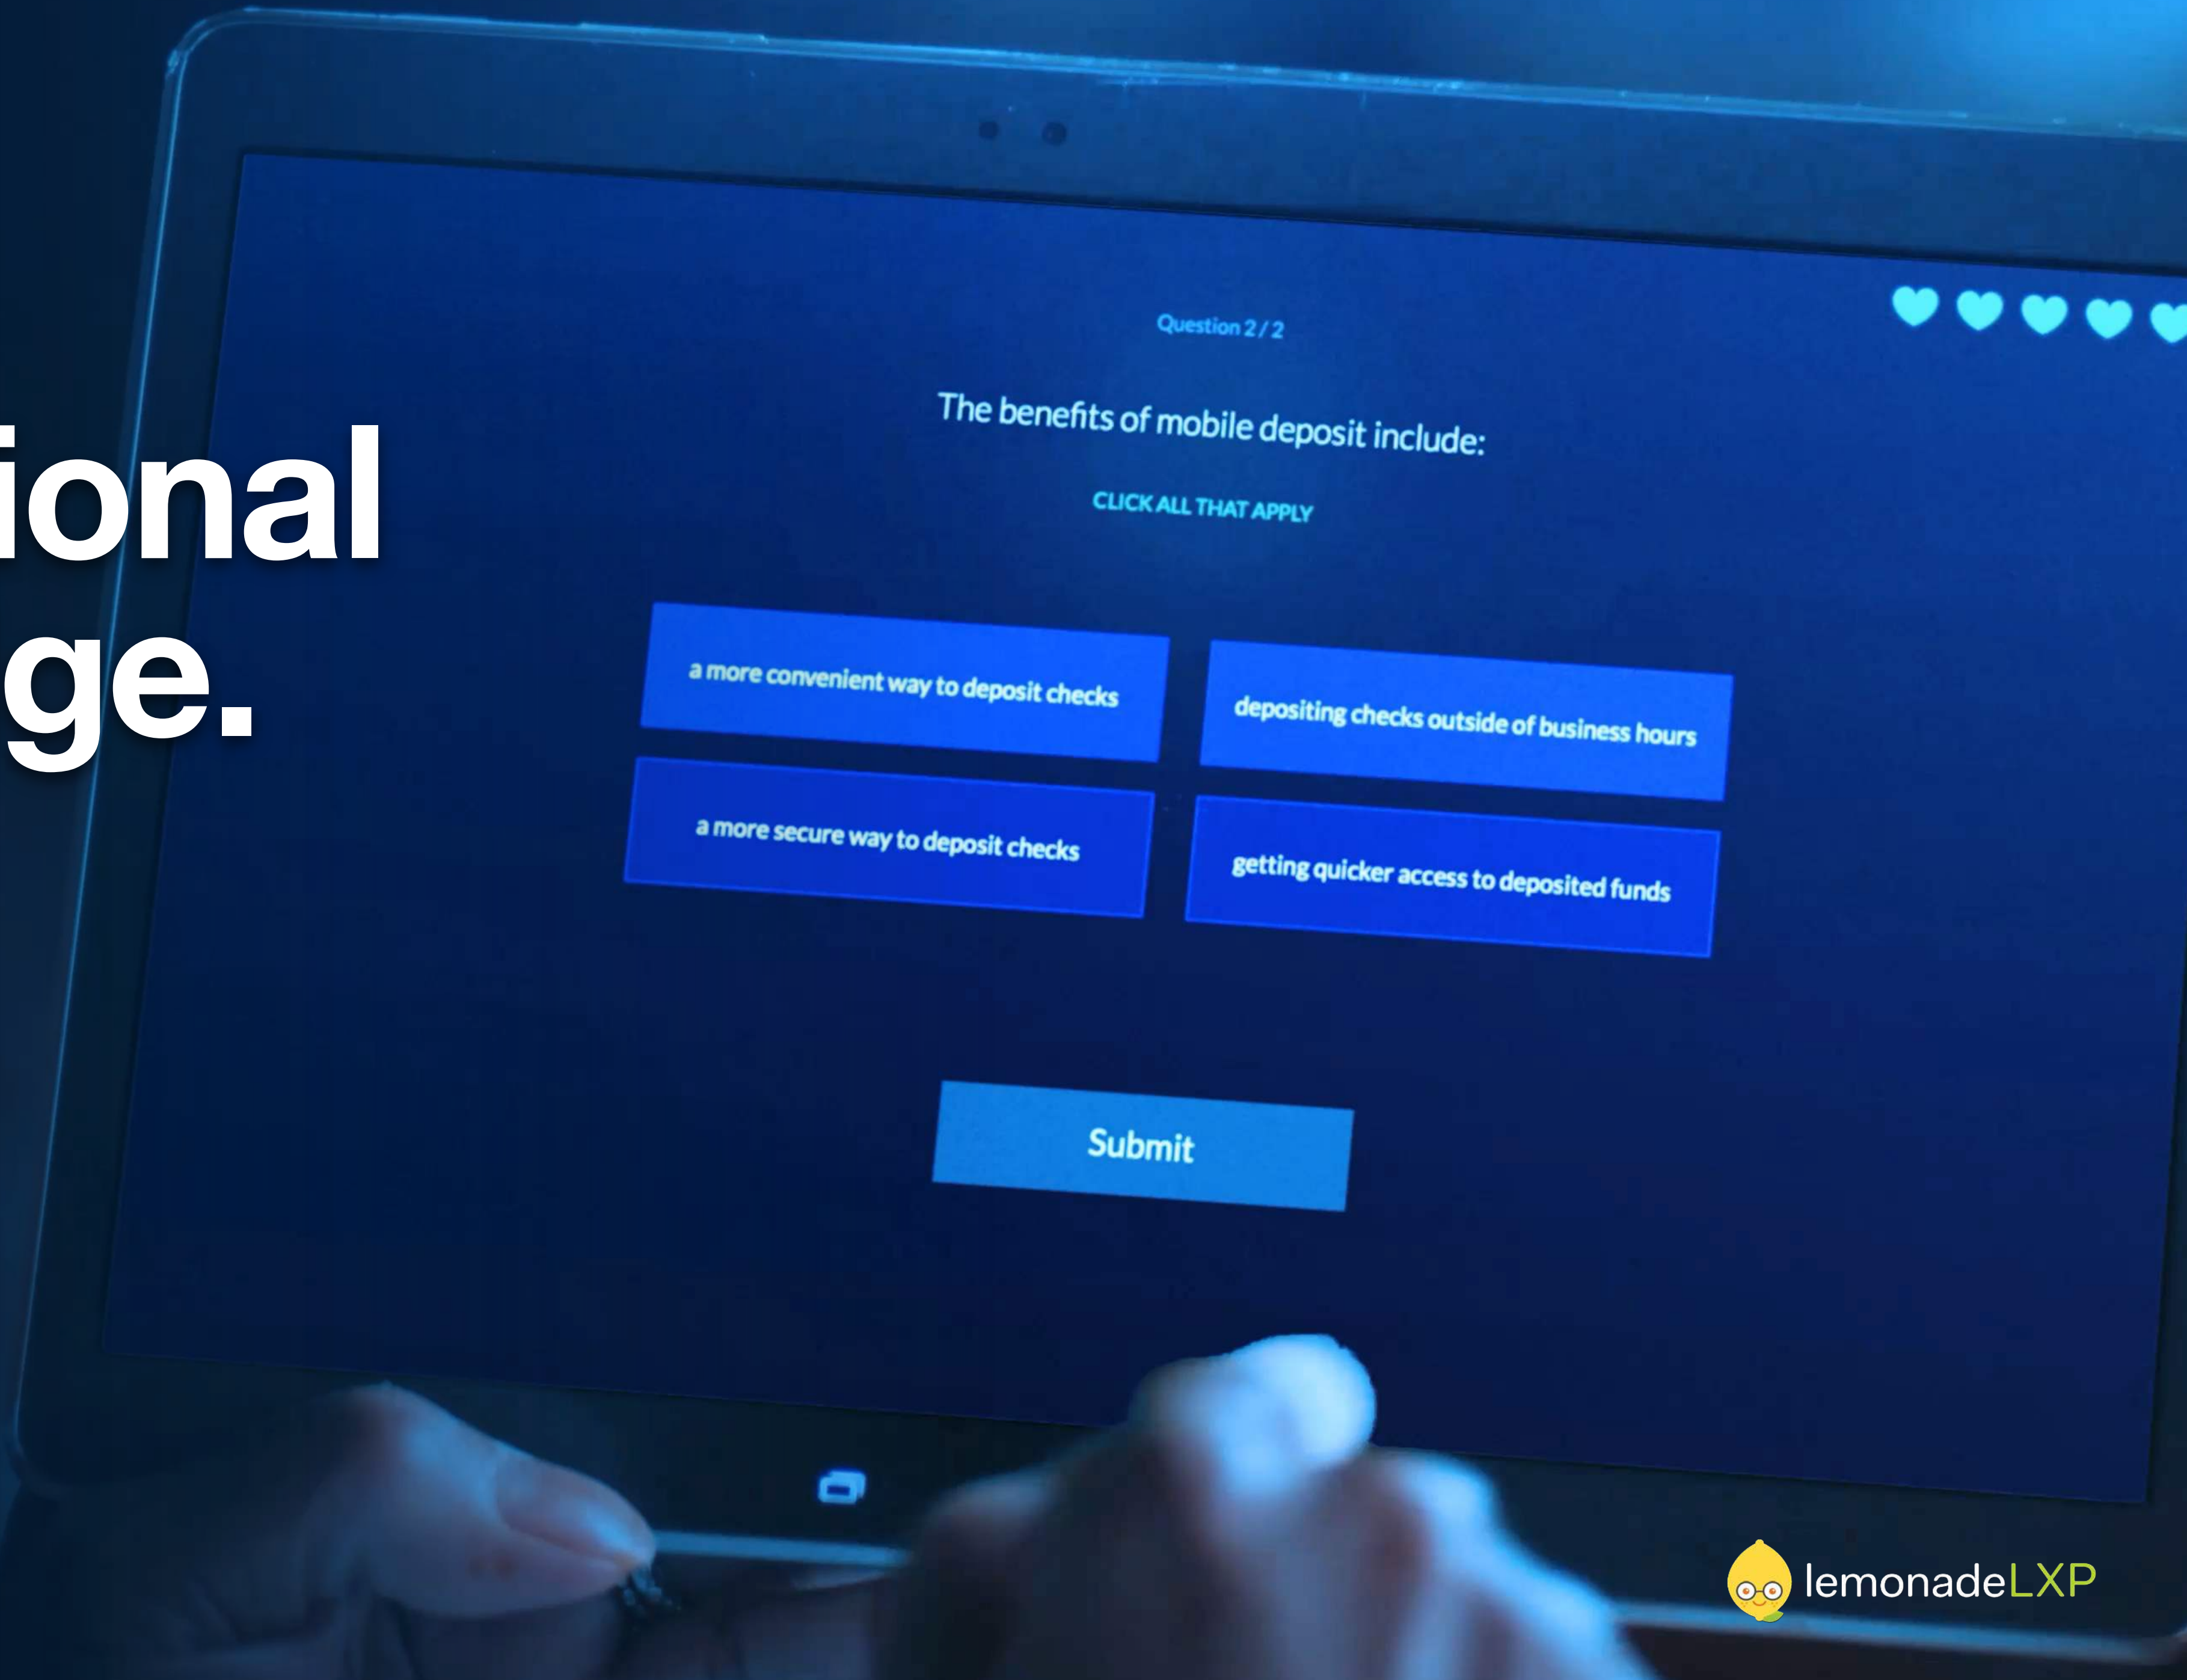 ional
ge.
Question 2 / 2
The benefits of mobile deposit include:
CLICK ALL THAT APPLY
a more convenient way to deposit checks
depositing checks outside of business hours
a more secure way to deposit checks
getting quicker access to deposited funds
Submit
lemonadeLXP